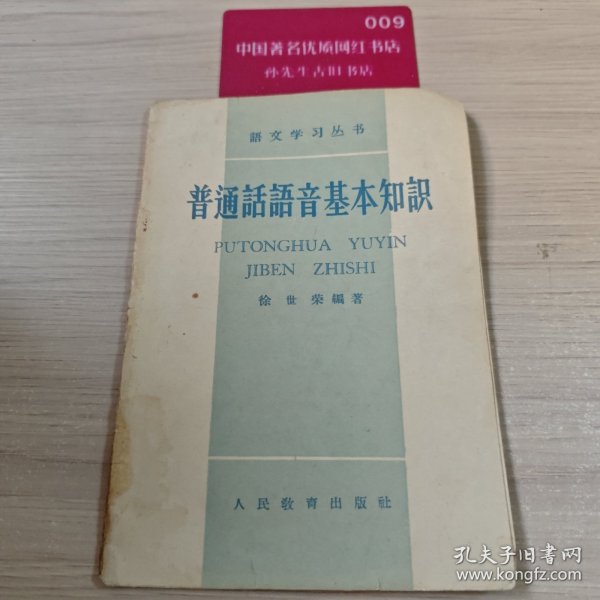 009
中国著名优质网红书店
孙先生古旧书店
語文学习丛书
普通話語音基本知識
PUTONGHUA YUYIN
JIBEN ZHISHI
徐世荣編著
人民教育出版社
孔夫子旧书网
www.kongfz.com